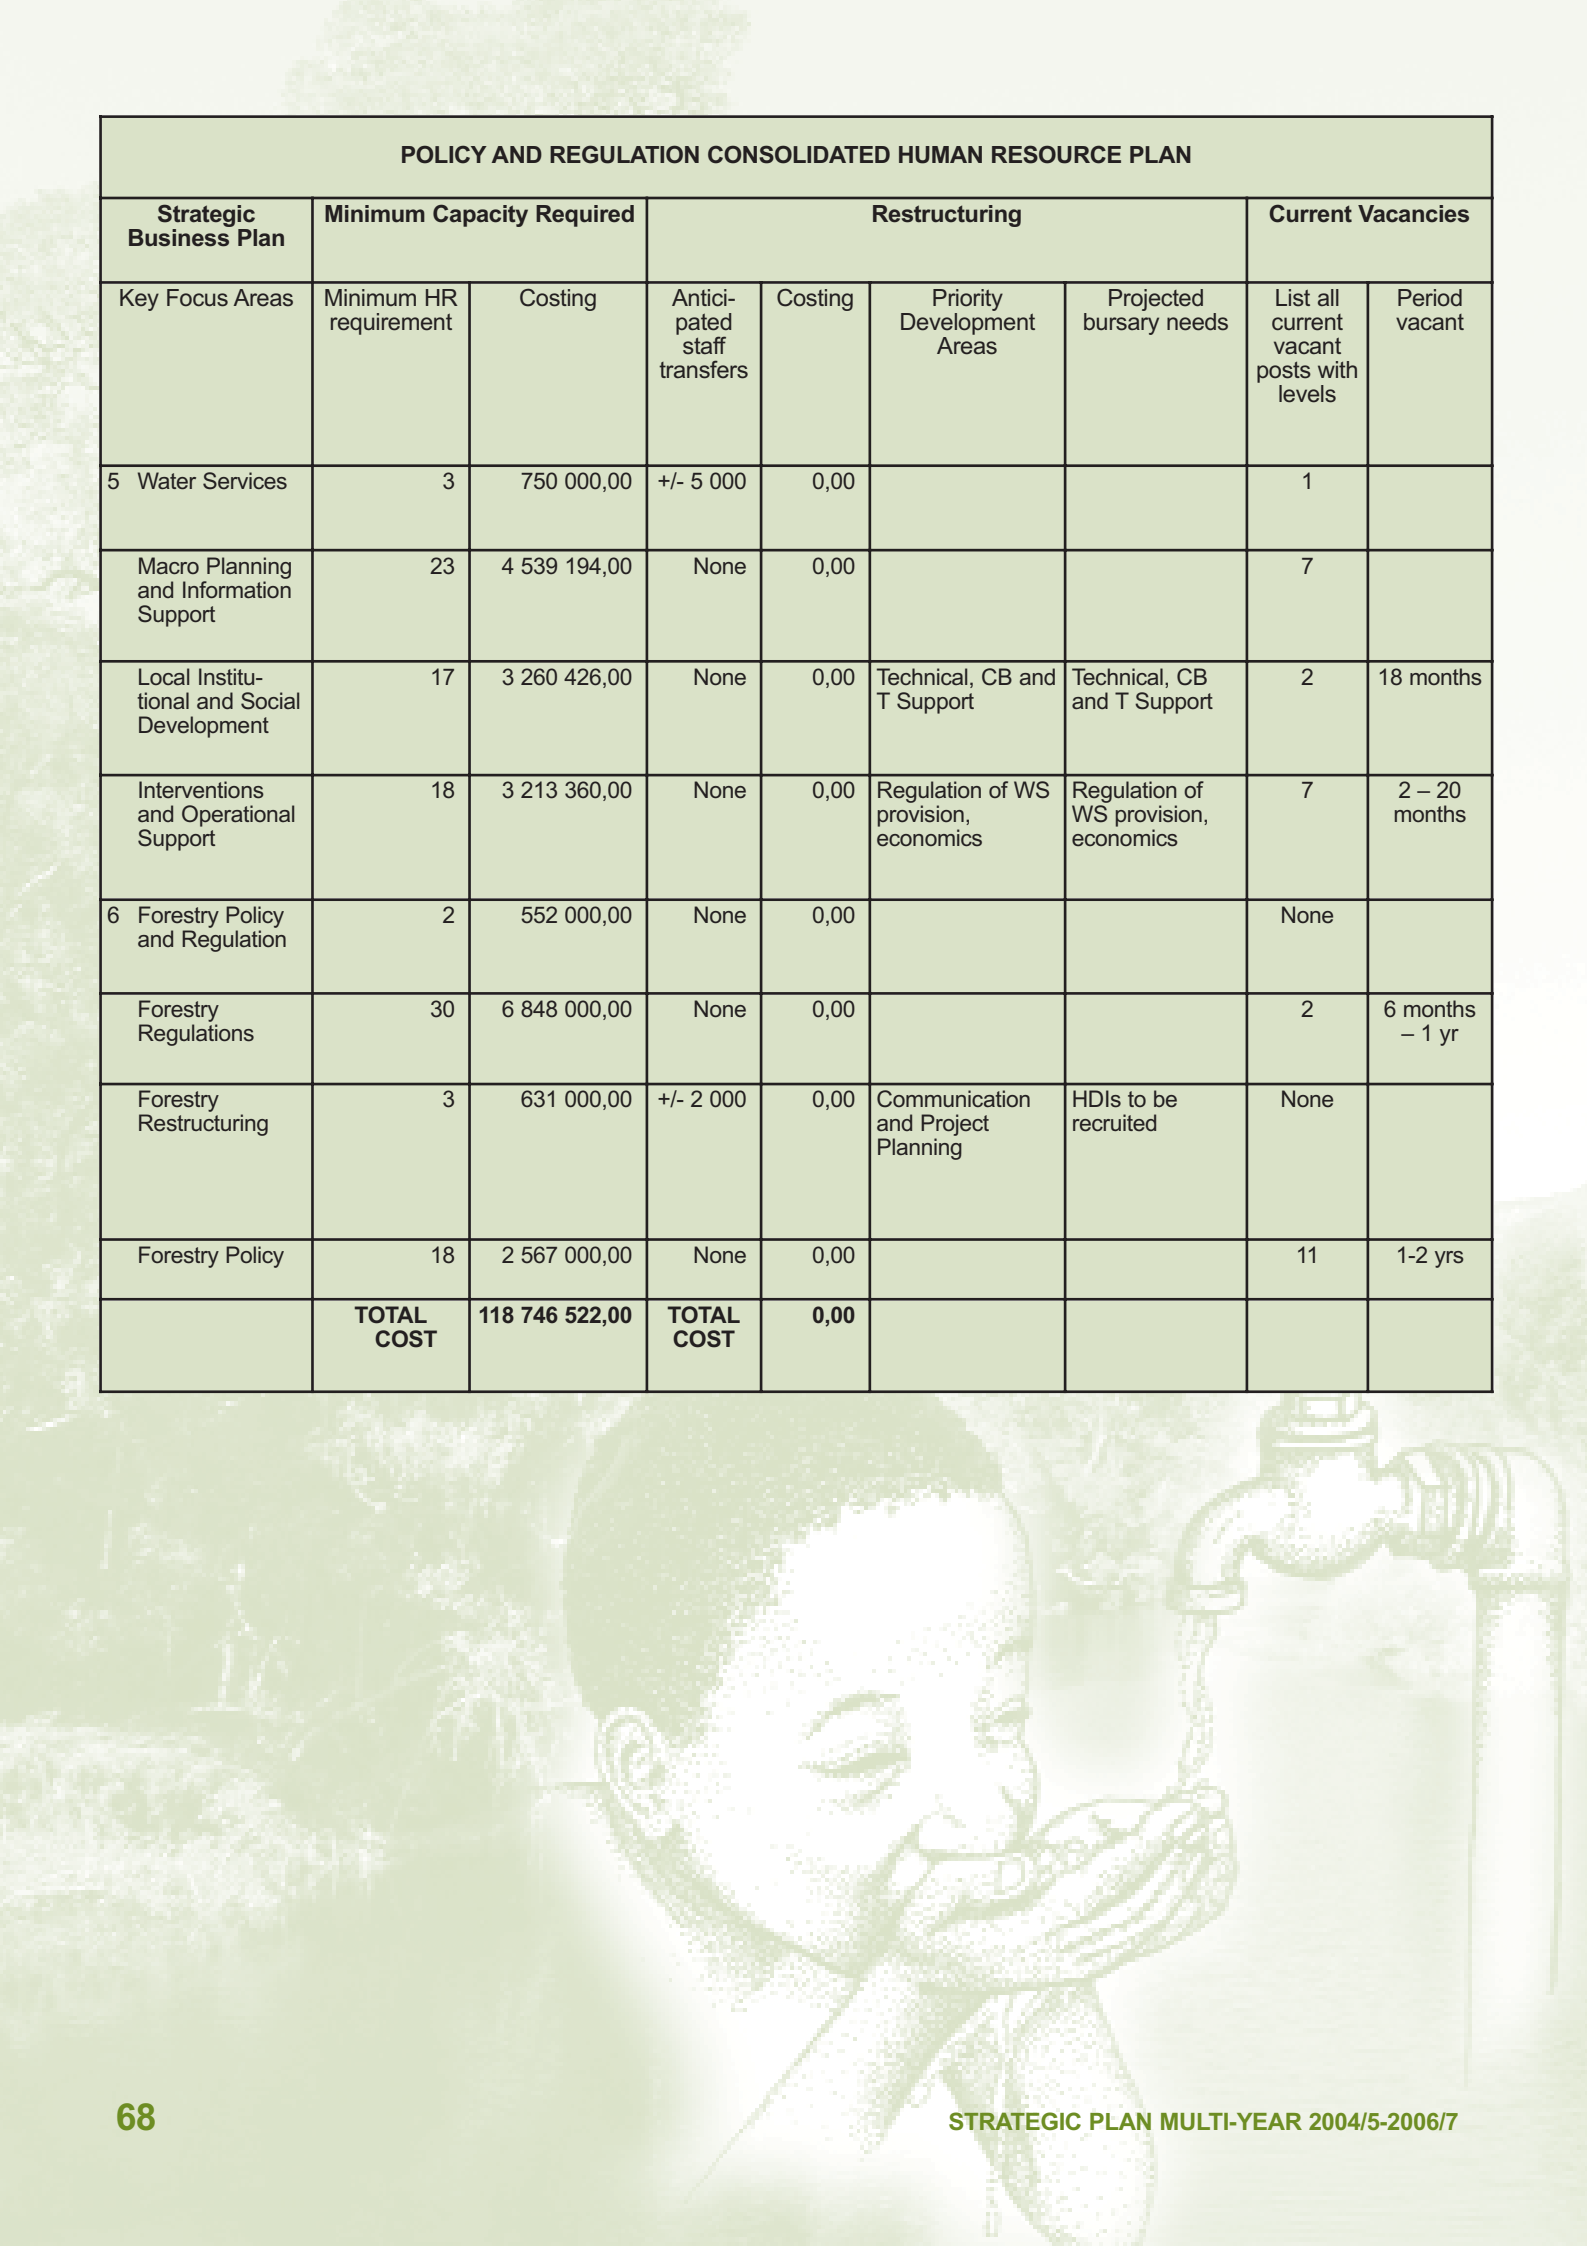 POLICY AND REGULATION CONSOLIDATED HUMAN RESOURCE PLAN
Strategic
Business Plan
Minimum Capacity Required
Restructuring
Current Vacancies
Key Focus Areas
Minimum HR
requirement
Costing
Antici-
pated
staff
transfers
Costing
Priority
Development
Areas
Projected
bursary needs
List all
current
vacant
posts with
levels
Period
vacant
5 Water Services
3
750 000,00
+/- 5 000
0,00
1
Macro Planning
and Information
Support
23
4 539 194,00
None
0,00
7
Local Institu-
tional and Social
Development
17
3 260 426,00
None
0,00
Technical, CB and
T Support
Technical, CB
and T Support
2
18 months
Interventions
and Operational
Support
18
3 213 360,00
None
0,00
Regulation of WS
provision,
economics
Regulation of
WS provision,
economics
7
2 – 20
months
6 Forestry Policy
and Regulation
2
552 000,00
None
0,00
None
Forestry
Regulations
30
6 848 000,00
None
0,00
2
6 months
– 1 yr
Forestry
Restructuring
3
631 000,00
+/- 2 000
0,00
Communication
and Project
Planning
HDIs to be
recruited
None
Forestry Policy
18
2 567 000,00
None
0,00
11
1-2 yrs
TOTAL
COST
118 746 522,00
TOTAL
COST
0,00
68
STRATEGIC PLAN MULTI-YEAR 2004/5-2006/7